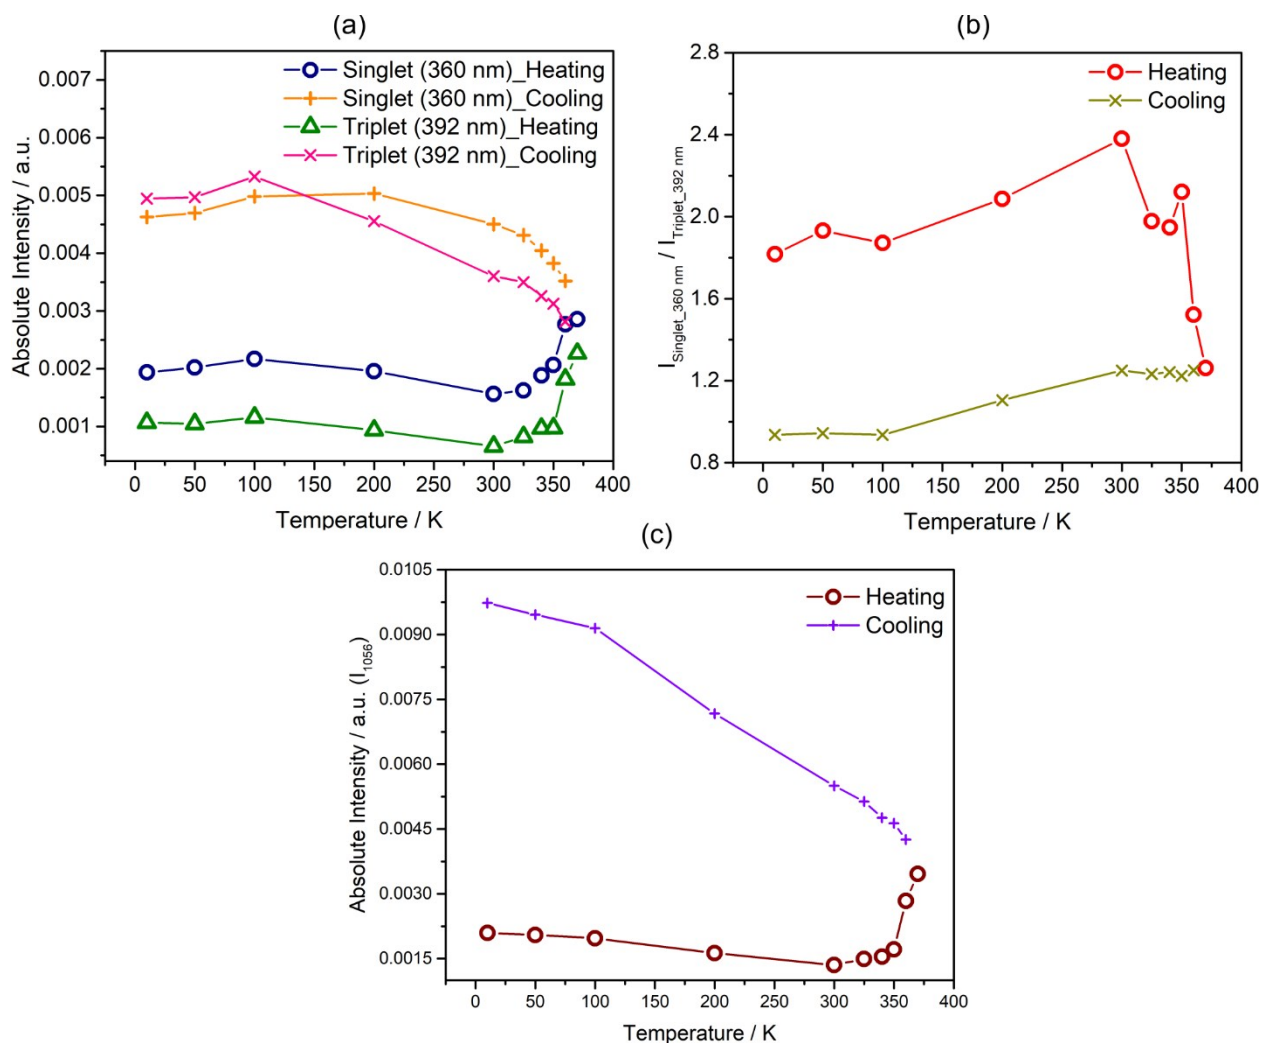 (a)
Absolute Intensity / a.u.
0.007
0.006
0.005
0.004
0.003
0.002
0.001
Singlet (360 nm)_Heating
Singlet (360 nm)_Cooling
Triplet (392 nm)_Heating
Triplet (392 nm)_Cooling
0 50 100 150 200 250 300 350 400
Temperature / K
(b)
I Singlet_360 nm / I Triplet_392 nm
2.8
2.4
2.0
1.6
1.2
0.8
Heating
Cooling
0 50 100 150 200 250 300 350 400
Temperature / K
(c)
Absolute Intensity / a.u. (I1056)
0.0105
0.0090
0.0075
0.0060
0.0045
0.0030
0.0015
Heating
Cooling
0 50 100 150 200 250 300 350 400
Temperature / K